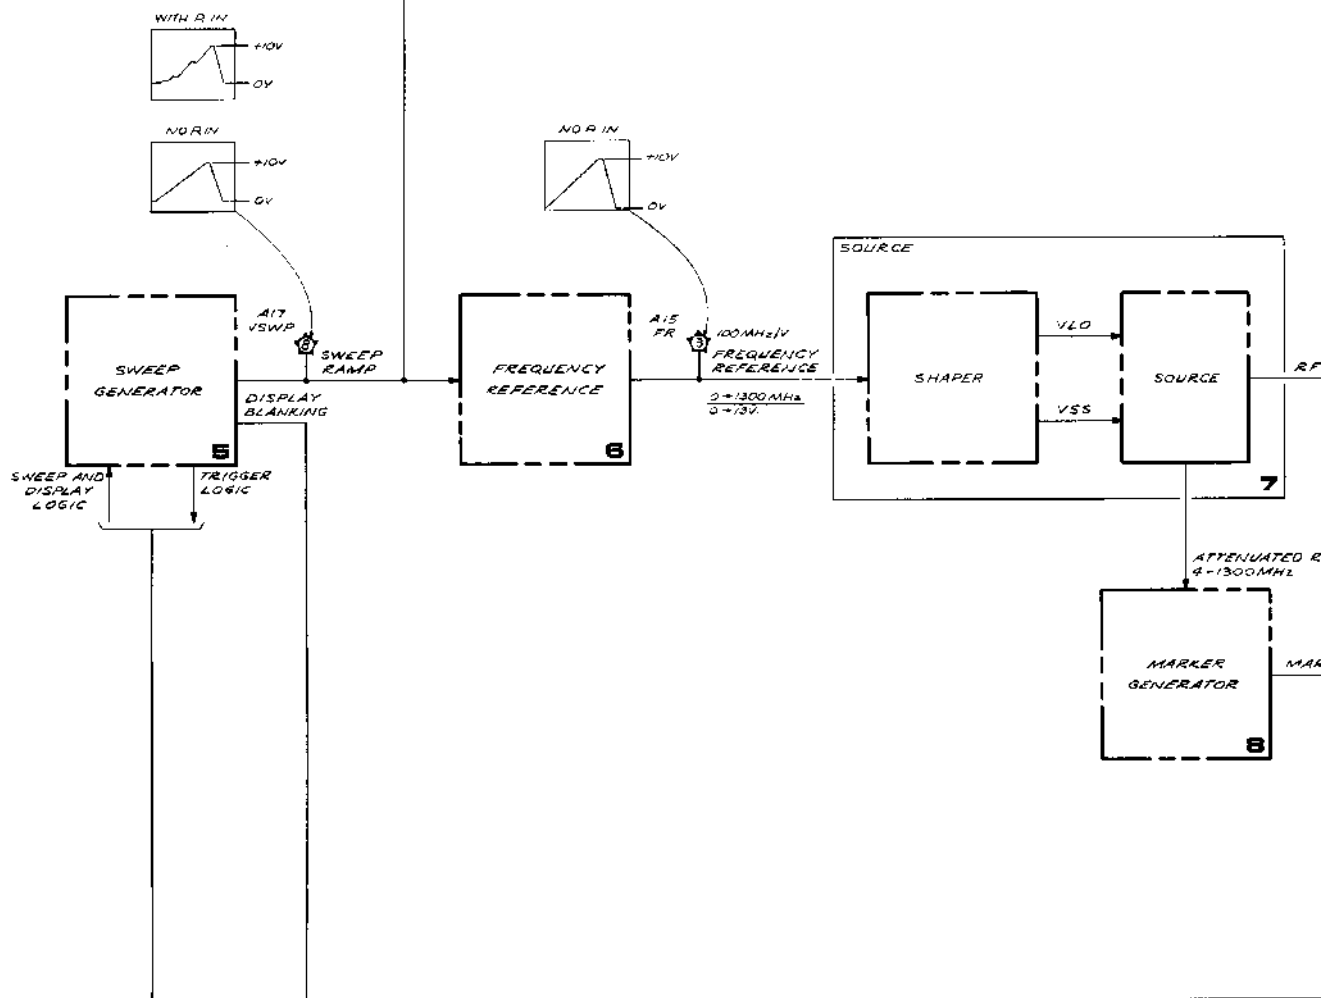 WITH R IN
+10V
0V
NO R IN
+10V
0V
NO R IN
+10V
0V
SOURCE
A17
VSWP
8
SWEEP
RAMP
SWEEP
GENERATOR
DISPLAY
BLANKING
5
SWEEP AND
DISPLAY
LOGIC
TRIGGER
LOGIC
FREQUENCY
REFERENCE
6
A15
FR
3
100MHz/V
FREQUENCY
REFERENCE
0→1300MHz
0→13V
SHAPER
VLO
VSS
SOURCE
RF
7
ATTENUATED R
4-1300MHz
MARKER
GENERATOR
MAR
8